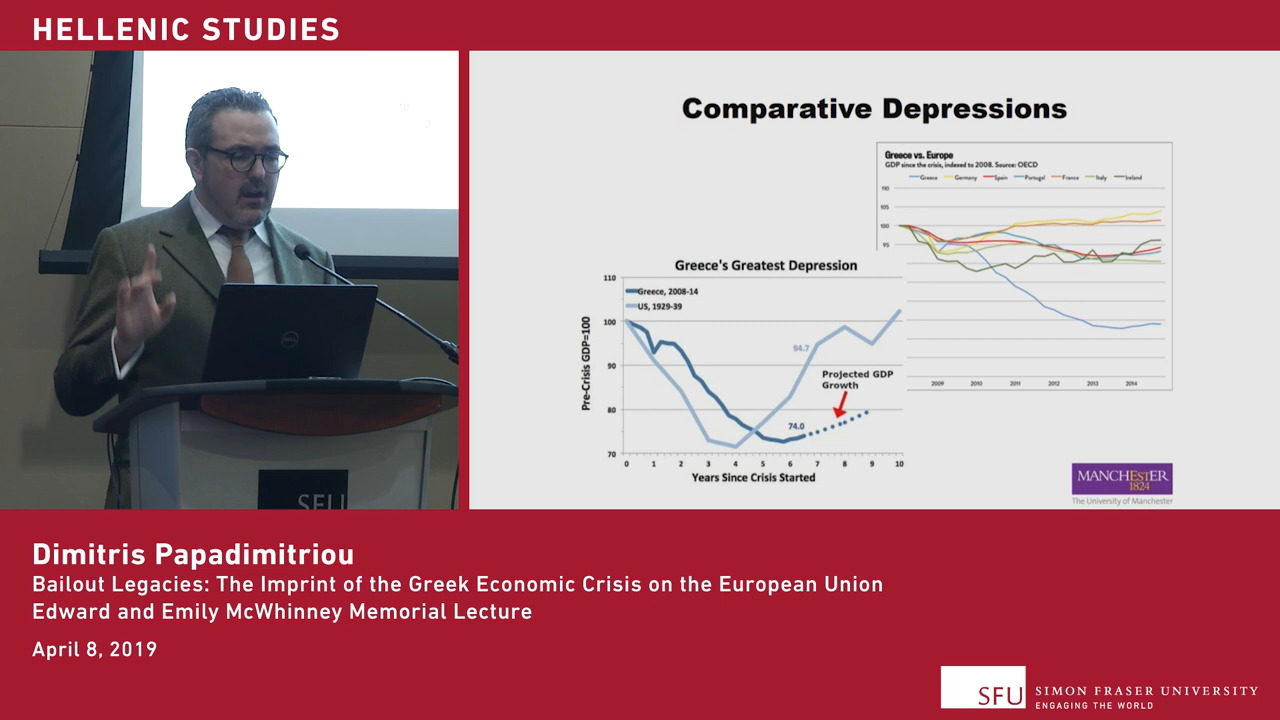 HELLENIC STUDIES
Comparative Depressions
Greece vs. Europe
GDP since the crisis, indexed to 2008. Source: OECD
Greece Germany Spain Portugal France Italy Ireland
110
105
100
95
2009 2010 2011 2012 2013 2014
Greece's Greatest Depression
Greece, 2008-14
US, 1929-39
Pre-Crisis GDP=100
110
100
90
80
70
94.7
74.0
Projected GDP
Growth
0 1 2 3 4 5 6 7 8 9 10
Years Since Crisis Started
MANCHESTER
1824
The University of Manchester
DELL
SFU
Dimitris Papadimitriou
Bailout Legacies: The Imprint of the Greek Economic Crisis on the European Union
Edward and Emily McWhinney Memorial Lecture
April 8, 2019
SFU
SIMON FRASER UNIVERSITY
ENGAGING THE WORLD